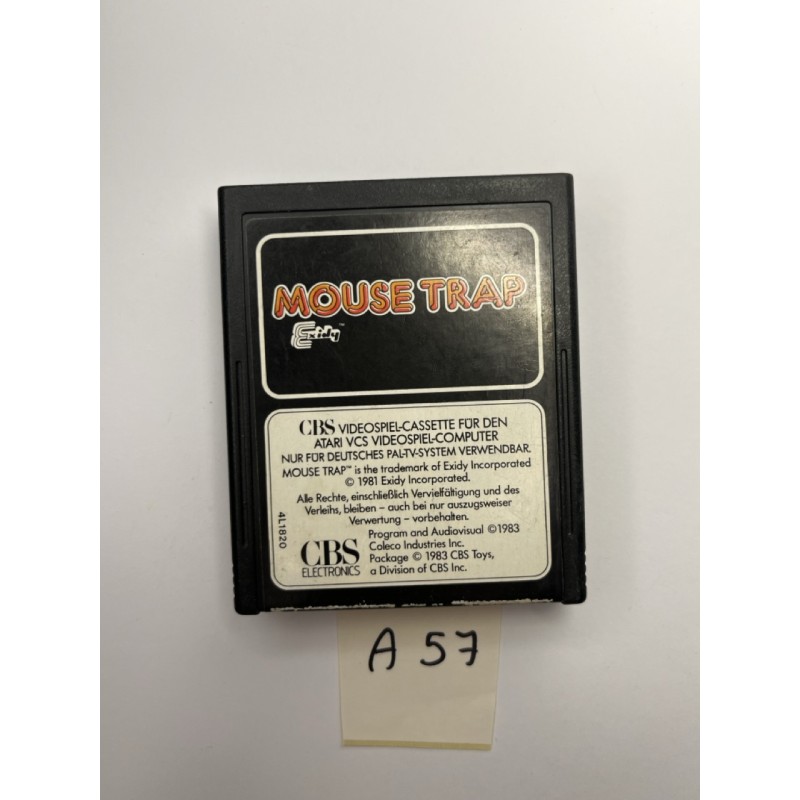 MOUSE TRAP
Exidy™
CBS VIDEOSPIEL-CASSETTE FÜR DEN
ATARI VCS VIDEOSPIEL-COMPUTER
NUR FÜR DEUTSCHES PAL-TV-SYSTEM VERWENDBAR.
MOUSE TRAP™ is the trademark of Exidy Incorporated
© 1981 Exidy Incorporated.
Alle Rechte, einschließlich Vervielfältigung und des
Verleihs, bleiben – auch bei nur auszugsweiser
Verwertung – vorbehalten.
Program and Audiovisual ©1983
Coleco Industries Inc.
Package © 1983 CBS Toys,
a Division of CBS Inc.
CBS
ELECTRONICS
4L1820
A 57